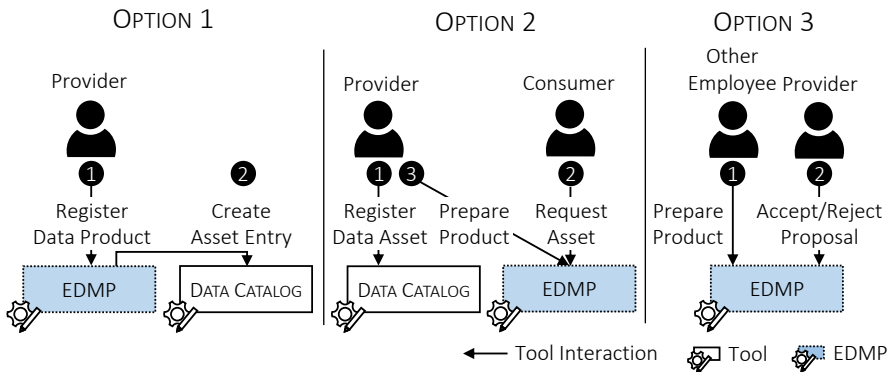 OPTION 1
Provider
1
2
Register
Data Product
Create
Asset Entry
EDMP
DATA CATALOG
OPTION 2
Provider
Consumer
1
3
2
Register
Data Asset
Prepare
Product
Request
Asset
DATA CATALOG
EDMP
OPTION 3
Other
Employee
Provider
1
2
Prepare
Product
Accept/Reject
Proposal
EDMP
Tool Interaction
Tool
EDMP